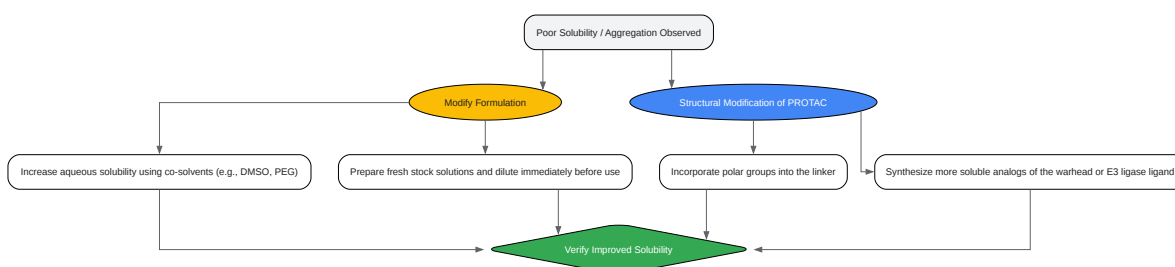 Poor Solubility / Aggregation Observed
Modify Formulation
Structural Modification of PROTAC
Increase aqueous solubility using co-solvents (e.g., DMSO, PEG)
Prepare fresh stock solutions and dilute immediately before use
Incorporate polar groups into the linker
Synthesize more soluble analogs of the warhead or E3 ligase ligand
Verify Improved Solubility